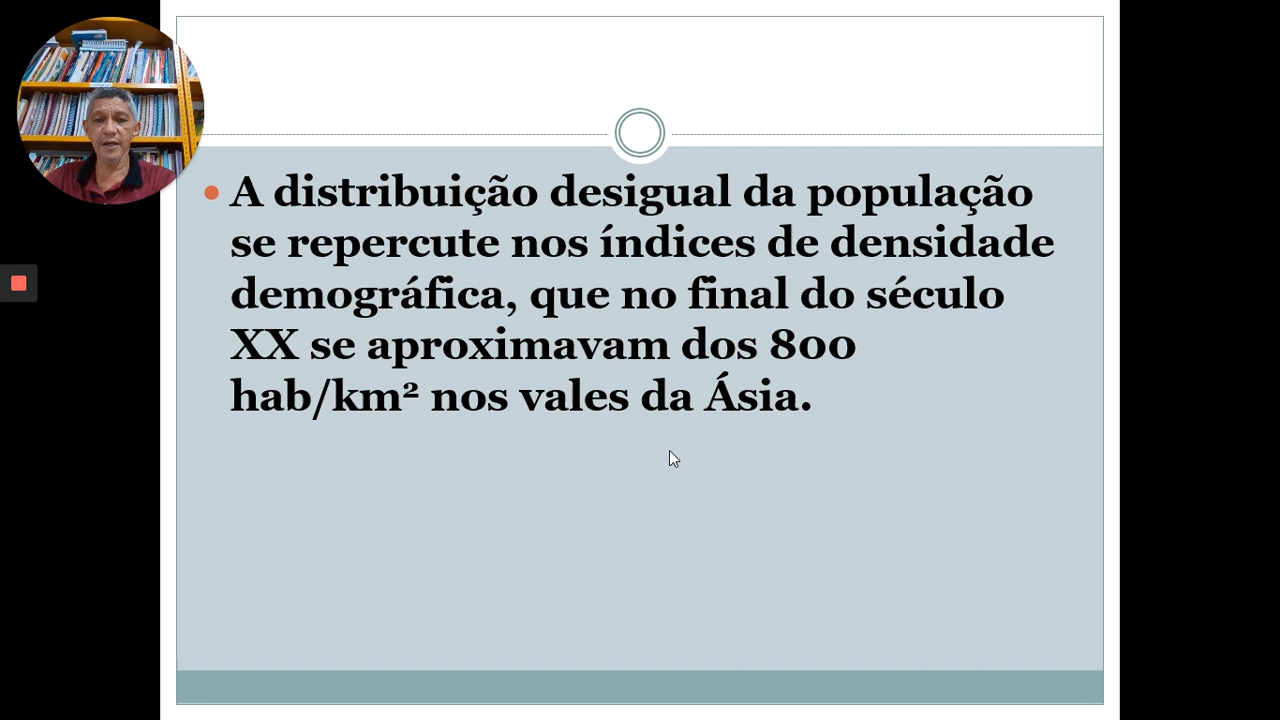 A distribuição desigual da população
se repercute nos índices de densidade
demográfica, que no final do século
XX se aproximavam dos 800
hab/km² nos vales da Ásia.